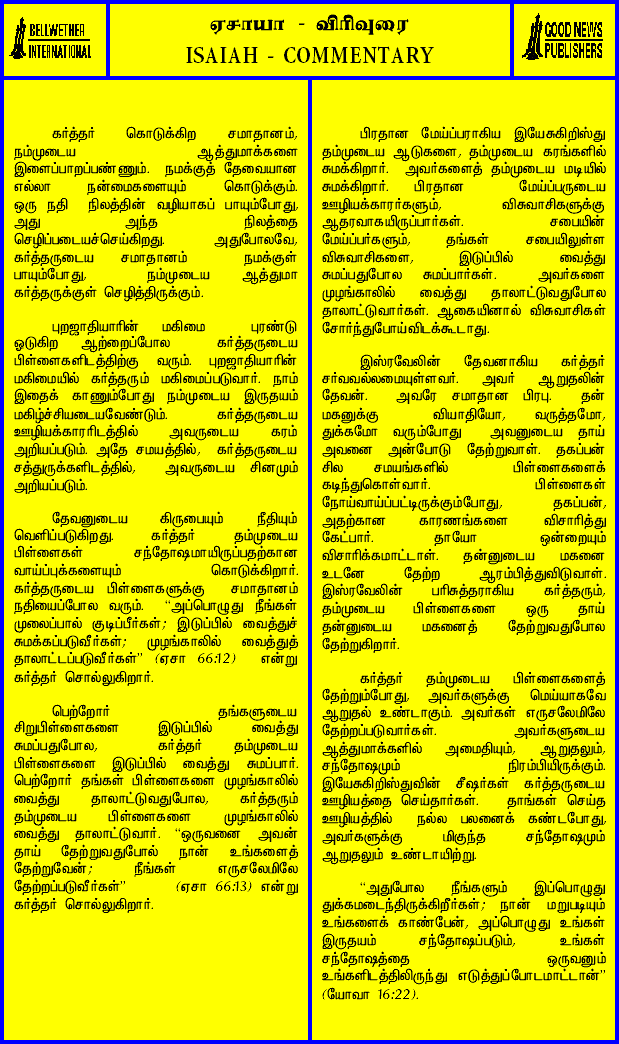 BELLWETHER
INTERNATIONAL
ஏசாயா - விரிவுரை
ISAIAH - COMMENTARY
GOOD NEWS
PUBLISHERS
கர்த்தர் கொடுக்கிற சமாதானம்,
நம்முடைய ஆத்துமாக்களை
இளைப்பாறப்பண்ணும். நமக்குத் தேவையான
எல்லா நன்மைகளையும் கொடுக்கும்.
ஒரு நதி நிலத்தின் வழியாகப் பாயும்போது,
அது அந்த நிலத்தை
செழிப்படையச்செய்கிறது. அதுபோலவே,
கர்த்தருடைய சமாதானம் நமக்குள்
பாயும்போது, நம்முடைய ஆத்துமா
கர்த்தருக்குள் செழித்திருக்கும்.
புறஜாதியாரின் மகிமை புரண்டு
ஓடுகிற ஆற்றைப்போல கர்த்தருடைய
பிள்ளைகளிடத்திற்கு வரும். புறஜாதியாரின்
மகிமையில் கர்த்தரும் மகிமைப்படுவார். நாம்
இதைக் காணும்போது நம்முடைய இருதயம்
மகிழ்ச்சியடையவேண்டும். கர்த்தருடைய
ஊழியக்காரரிடத்தில் அவருடைய கரம்
அறியப்படும். அதே சமயத்தில், கர்த்தருடைய
சத்துருக்களிடத்தில், அவருடைய சினமும்
அறியப்படும்.
தேவனுடைய கிருபையும் நீதியும்
வெளிப்படுகிறது. கர்த்தர் தம்முடைய
பிள்ளைகள் சந்தோஷமாயிருப்பதற்கான
வாய்ப்புக்களையும் கொடுக்கிறார்.
கர்த்தருடைய பிள்ளைகளுக்கு சமாதானம்
நதியைப்போல வரும். “அப்பொழுது நீங்கள்
முலைப்பால் குடிப்பீர்கள்; இடுப்பில் வைத்துச்
சுமக்கப்படுவீர்கள்; முழங்காலில் வைத்துத்
தாலாட்டப்படுவீர்கள்” (ஏசா 66:12) என்று
கர்த்தர் சொல்லுகிறார்.
பெற்றோர் தங்களுடைய
சிறுபிள்ளைகளை இடுப்பில் வைத்து
சுமப்பதுபோல, கர்த்தர் தம்முடைய
பிள்ளைகளை இடுப்பில் வைத்து சுமப்பார்.
பெற்றோர் தங்கள் பிள்ளைகளை முழங்காலில்
வைத்து தாலாட்டுவதுபோல, கர்த்தரும்
தம்முடைய பிள்ளைகளை முழங்காலில்
வைத்து தாலாட்டுவார். “ஒருவனை அவன்
தாய் தேற்றுவதுபோல் நான் உங்களைத்
தேற்றுவேன்; நீங்கள் எருசலேமிலே
தேற்றப்படுவீர்கள்” (ஏசா 66:13) என்று
கர்த்தர் சொல்லுகிறார்.
பிரதான மேய்ப்பராகிய இயேசுகிறிஸ்து
தம்முடைய ஆடுகளை, தம்முடைய கரங்களில்
சுமக்கிறார். அவர்களைத் தம்முடைய மடியில்
சுமக்கிறார். பிரதான மேய்ப்பருடைய
ஊழியக்காரர்களும், விசுவாசிகளுக்கு
ஆதரவாகயிருப்பார்கள். சபையின்
மேய்ப்பர்களும், தங்கள் சபையிலுள்ள
விசுவாசிகளை, இடுப்பில் வைத்து
சுமப்பதுபோல சுமப்பார்கள். அவர்களை
முழங்காலில் வைத்து தாலாட்டுவதுபோல
தாலாட்டுவார்கள். ஆகையினால் விசுவாசிகள்
சோர்ந்துபோய்விடக்கூடாது.
இஸ்ரவேலின் தேவனாகிய கர்த்தர்
சர்வவல்லமையுள்ளவர். அவர் ஆறுதலின்
தேவன். அவரே சமாதான பிரபு. தன்
மகனுக்கு வியாதியோ, வருத்தமோ,
துக்கமோ வரும்போது அவனுடைய தாய்
அவனை அன்போடு தேற்றுவாள். தகப்பன்
சில சமயங்களில் பிள்ளைகளைக்
கடிந்துகொள்வார். பிள்ளைகள்
நோய்வாய்ப்பட்டிருக்கும்போது, தகப்பன்,
அதற்கான காரணங்களை விசாரித்து
கேட்பார். தாயோ ஒன்றையும்
விசாரிக்கமாட்டாள். தன்னுடைய மகனை
உடனே தேற்ற ஆரம்பித்துவிடுவாள்.
இஸ்ரவேலின் பரிசுத்தராகிய கர்த்தரும்,
தம்முடைய பிள்ளைகளை ஒரு தாய்
தன்னுடைய மகனைத் தேற்றுவதுபோல
தேற்றுகிறார்.
கர்த்தர் தம்முடைய பிள்ளைகளைத்
தேற்றும்போது, அவர்களுக்கு மெய்யாகவே
ஆறுதல் உண்டாகும். அவர்கள் எருசலேமிலே
தேற்றப்படுவார்கள். அவர்களுடைய
ஆத்துமாக்களில் அமைதியும், ஆறுதலும்,
சந்தோஷமும் நிரம்பியிருக்கும்.
இயேசுகிறிஸ்துவின் சீஷர்கள் கர்த்தருடைய
ஊழியத்தை செய்தார்கள். தாங்கள் செய்த
ஊழியத்தில் நல்ல பலனைக் கண்டபோது,
அவர்களுக்கு மிகுந்த சந்தோஷமும்
ஆறுதலும் உண்டாயிற்று.
“அதுபோல நீங்களும் இப்பொழுது
துக்கமடைந்திருக்கிறீர்கள்; நான் மறுபடியும்
உங்களைக் காண்பேன், அப்பொழுது உங்கள்
இருதயம் சந்தோஷப்படும், உங்கள்
சந்தோஷத்தை ஒருவனும்
உங்களிடத்திலிருந்து எடுத்துப்போடமாட்டான்”
(யோவா 16:22).